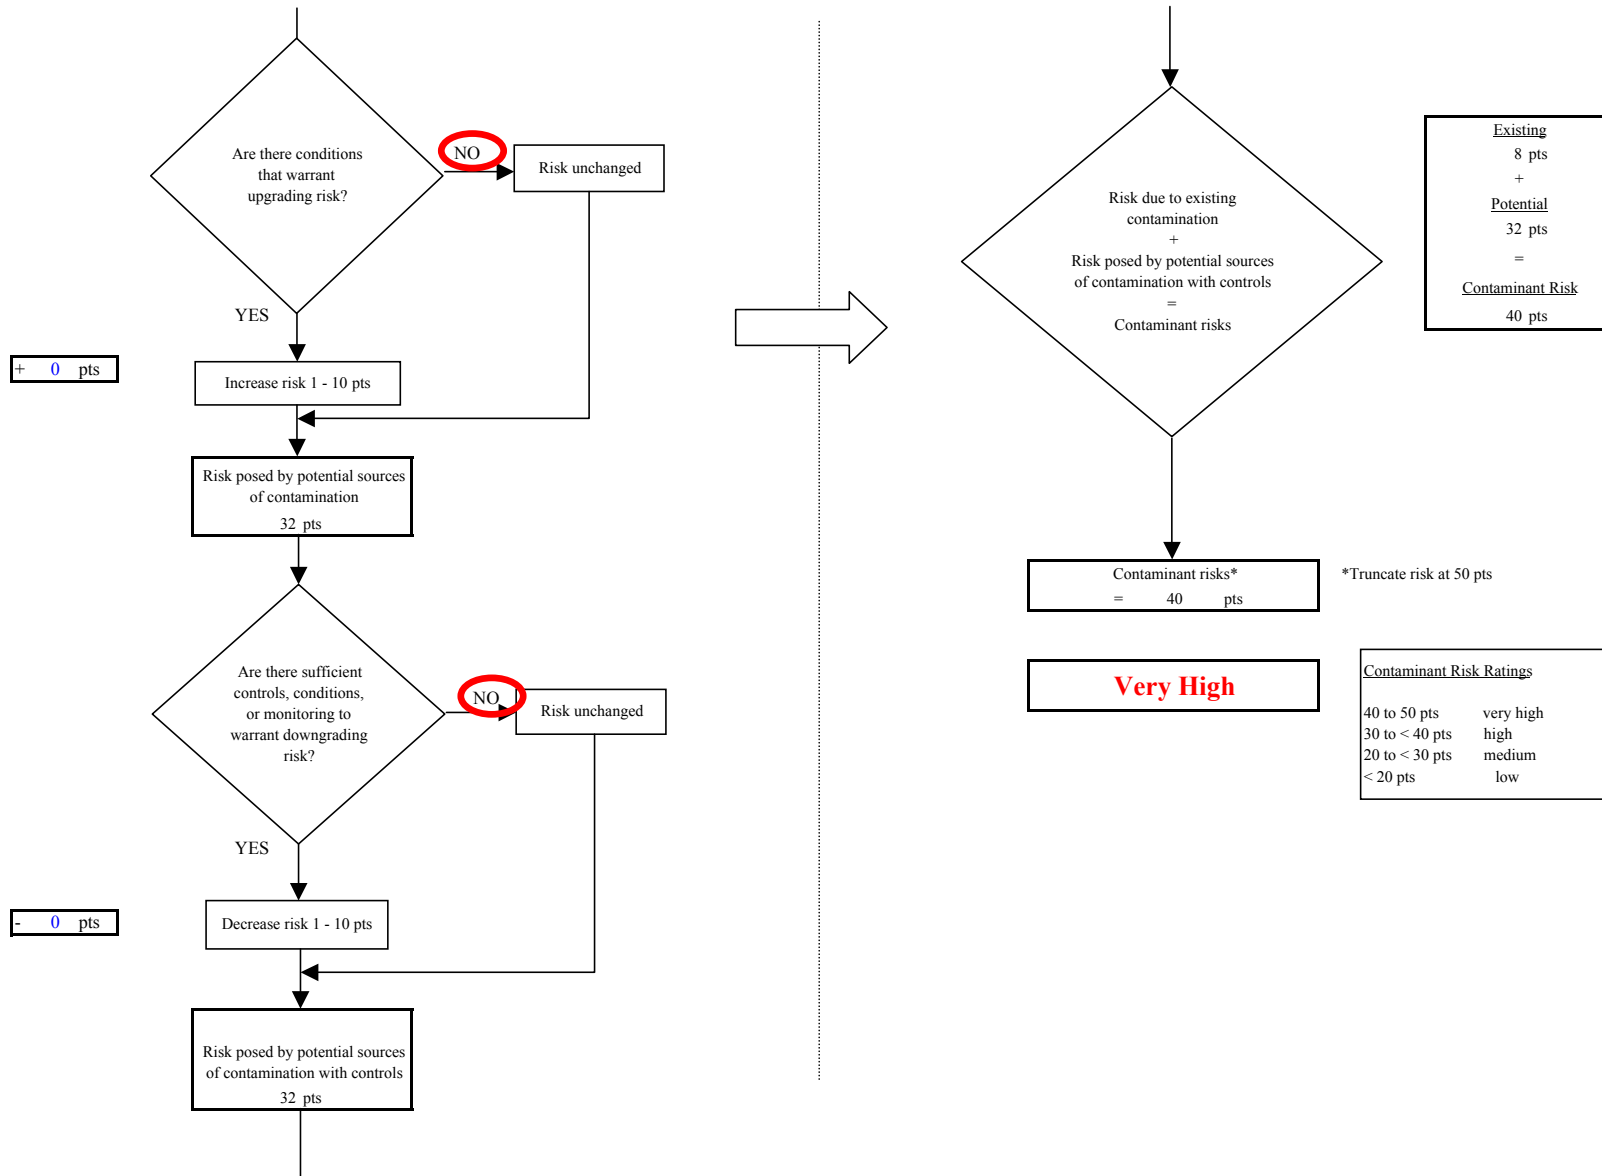 Are there conditions
that warrant
upgrading risk?
NO
Risk unchanged
YES
+ 0 pts
Increase risk 1 - 10 pts
Risk posed by potential sources
of contamination
32 pts
Are there sufficient
controls, conditions,
or monitoring to
warrant downgrading
risk?
NO
Risk unchanged
YES
- 0 pts
Decrease risk 1 - 10 pts
Risk posed by potential sources
of contamination with controls
32 pts
Risk due to existing
contamination
+
Risk posed by potential sources
of contamination with controls
=
Contaminant risks
Existing
8 pts
+
Potential
32 pts
=
Contaminant Risk
40 pts
Contaminant risks*
= 40 pts
*Truncate risk at 50 pts
Very High
Contaminant Risk Ratings
40 to 50 pts very high
30 to < 40 pts high
20 to < 30 pts medium
< 20 pts low